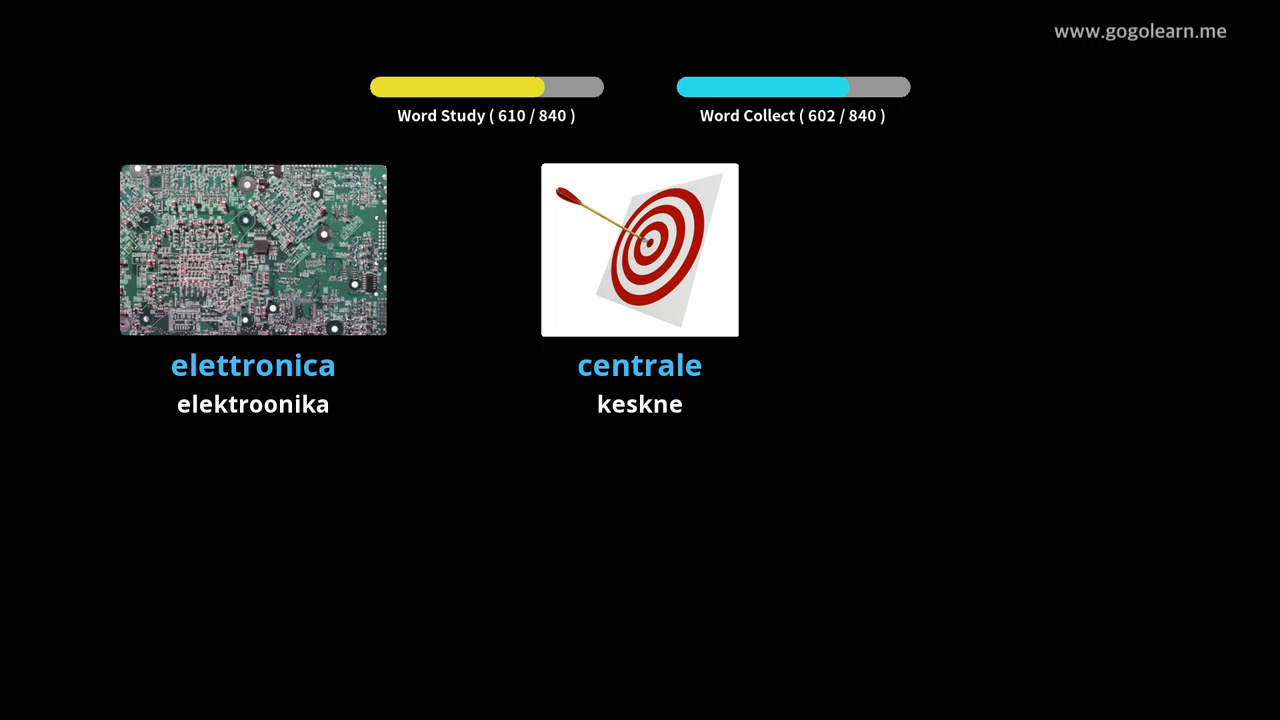 www.gogolearn.me
Word Study ( 610 / 840 )
Word Collect ( 602 / 840 )
elettronica
elektroonika
centrale
keskne